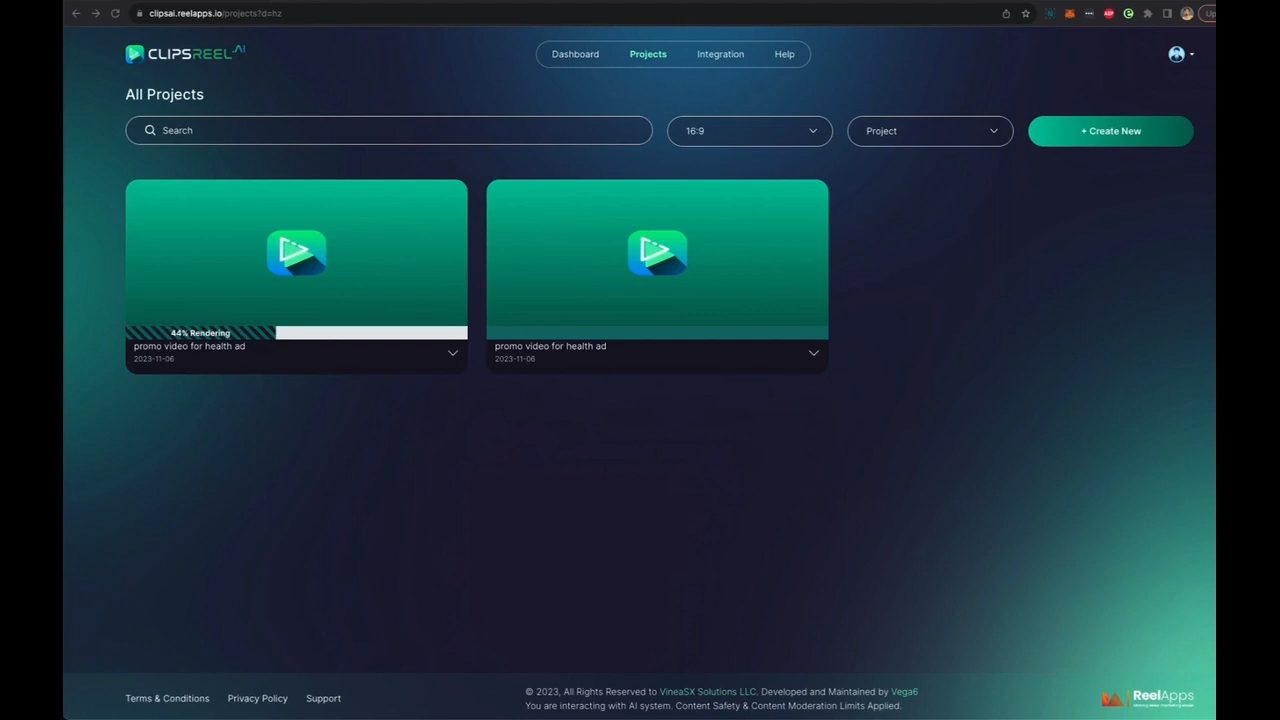 clipsai.reelapps.io/projects?d=hz
ABP
Up
CLIPSREEL AI
Dashboard
Projects
Integration
Help
All Projects
Search
16:9
Project
+ Create New
44% Rendering
promo video for health ad
2023-11-06
promo video for health ad
2023-11-06
Terms & Conditions
Privacy Policy
Support
© 2023, All Rights Reserved to VineaSX Solutions LLC. Developed and Maintained by Vega6
You are interacting with AI system. Content Safety & Content Moderation Limits Applied.
ReelApps